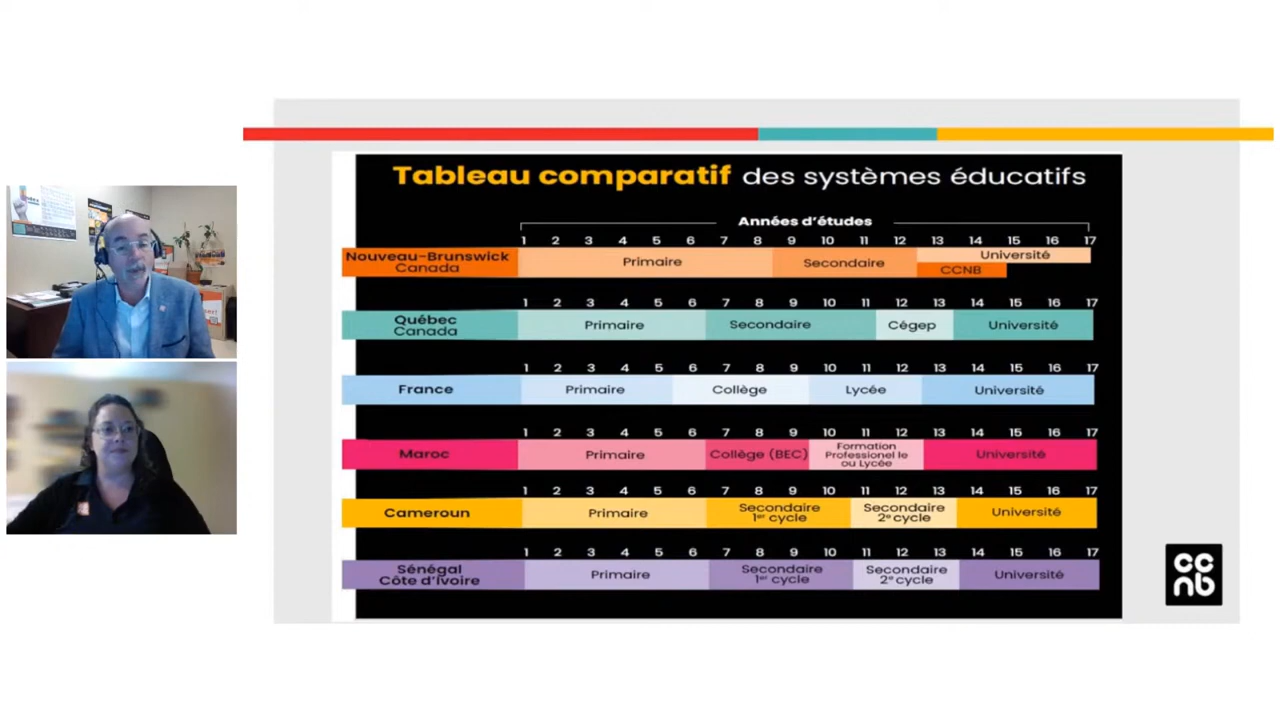 Tableau comparatif des systèmes éducatifs
Années d'études
1 2 3 4 5 6 7 8 9 10 11 12 13 14 15 16 17
Nouveau-Brunswick
Canada
Primaire
Secondaire
Université
CCNB
1 2 3 4 5 6 7 8 9 10 11 12 13 14 15 16 17
Québec
Canada
Primaire
Secondaire
Cégep
Université
1 2 3 4 5 6 7 8 9 10 11 12 13 14 15 16 17
France
Primaire
Collège
Lycée
Université
1 2 3 4 5 6 7 8 9 10 11 12 13 14 15 16 17
Maroc
Primaire
Collège (BEC)
Formation
Professionel le
ou Lycée
Université
1 2 3 4 5 6 7 8 9 10 11 12 13 14 15 16 17
Cameroun
Primaire
Secondaire
1er cycle
Secondaire
2e cycle
Université
1 2 3 4 5 6 7 8 9 10 11 12 13 14 15 16 17
Sénégal
Côte d'Ivoire
Primaire
Secondaire
1er cycle
Secondaire
2e cycle
Université
cc
nb